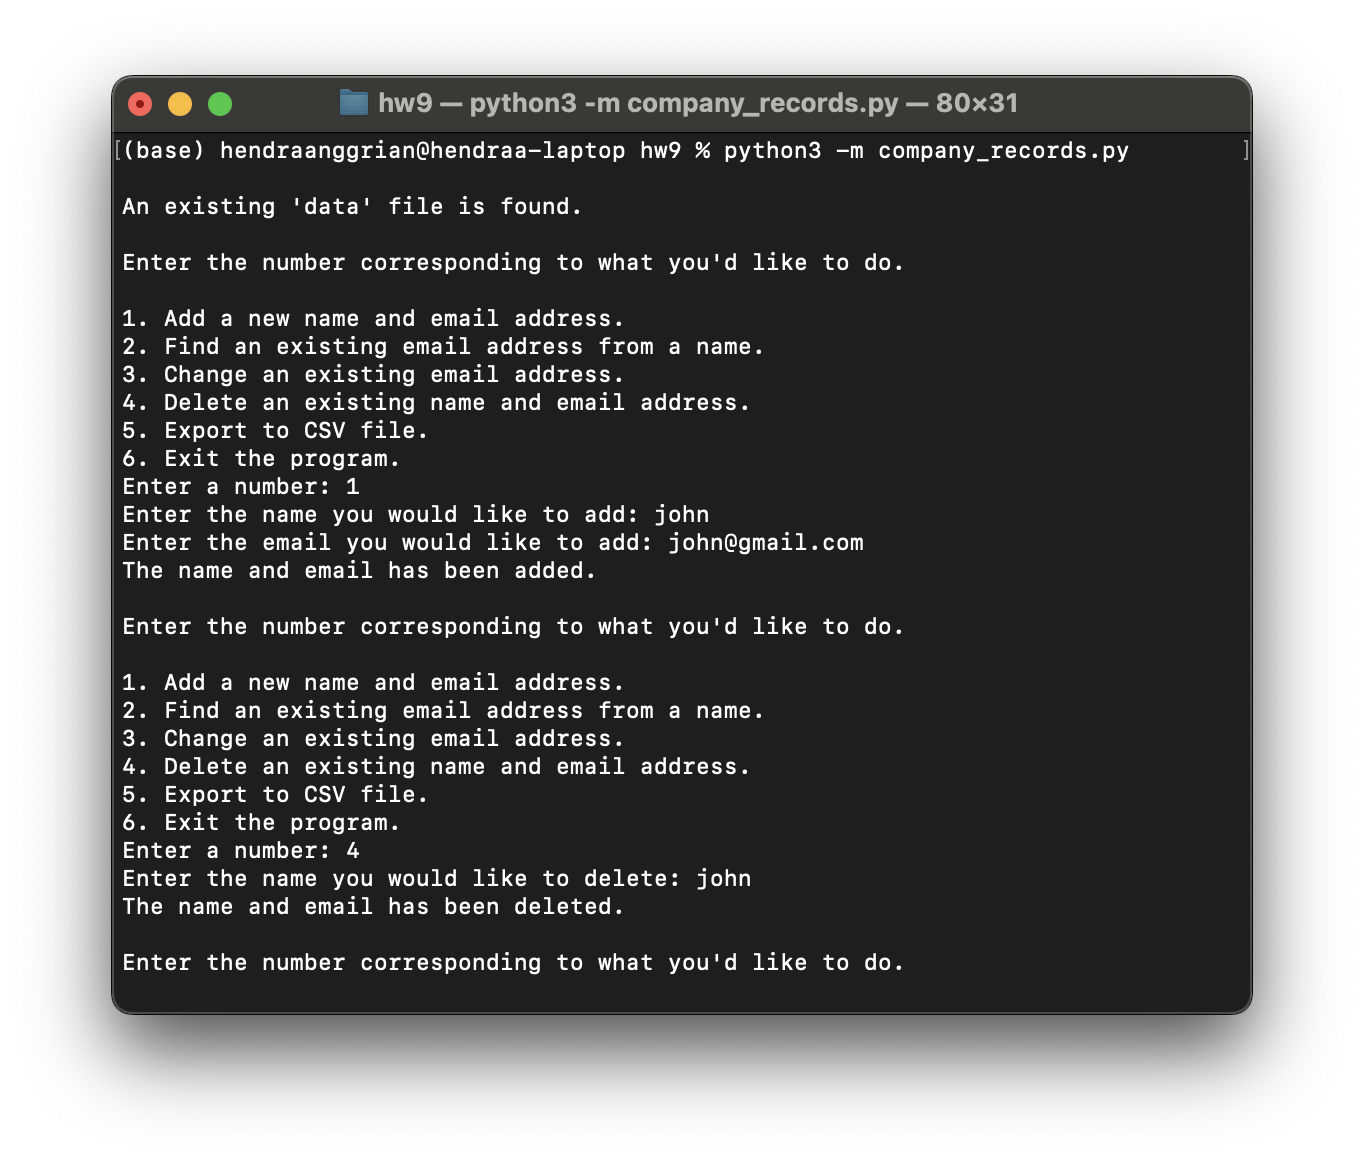 hw9 — python3 -m company_records.py — 80×31
[(base) hendraanggrian@hendraa-laptop hw9 % python3 -m company_records.py ]
An existing 'data' file is found.
Enter the number corresponding to what you'd like to do.
1. Add a new name and email address.
2. Find an existing email address from a name.
3. Change an existing email address.
4. Delete an existing name and email address.
5. Export to CSV file.
6. Exit the program.
Enter a number: 1
Enter the name you would like to add: john
Enter the email you would like to add: john@gmail.com
The name and email has been added.
Enter the number corresponding to what you'd like to do.
1. Add a new name and email address.
2. Find an existing email address from a name.
3. Change an existing email address.
4. Delete an existing name and email address.
5. Export to CSV file.
6. Exit the program.
Enter a number: 4
Enter the name you would like to delete: john
The name and email has been deleted.
Enter the number corresponding to what you'd like to do.